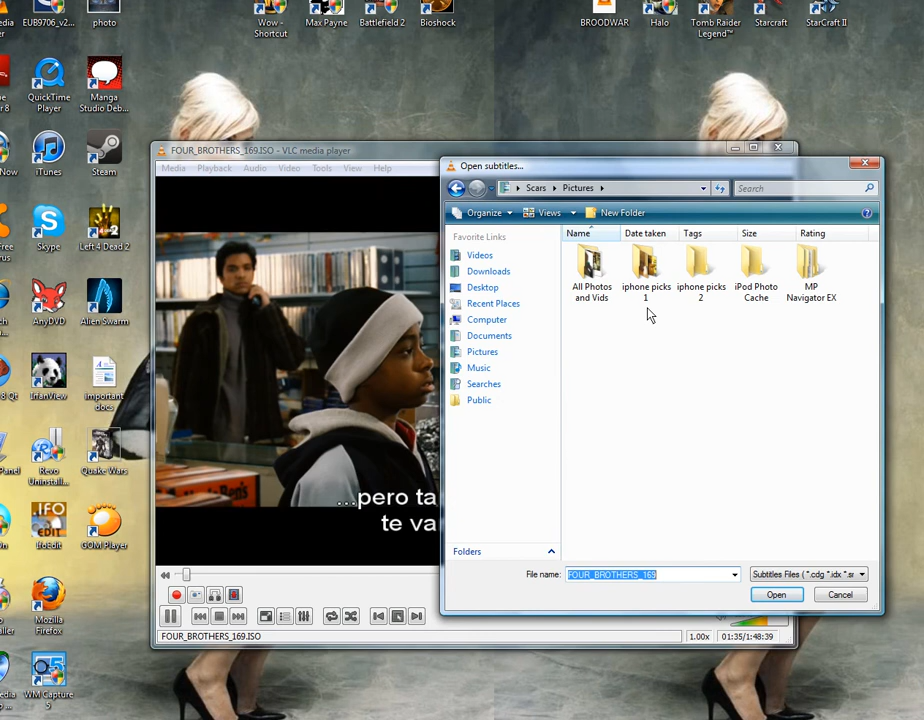 EUB9706_v2...
photo
Wow -
Shortcut
Max Payne
Battlefield 2
Bioshock
BROODWAR
Halo
Tomb Raider
Legend™
Starcraft
StarCraft II
QuickTime
Player
Manga
Studio Deb...
iTunes
Steam
Skype
Left 4 Dead 2
AnyDVD
Alien Swarm
IrfanView
important
docs
Revo
Uninstall...
Quake Wars
.IFO
EDIT
IfoEdit
GOM Player
Mozilla
Firefox
WM Capture
5
FOUR_BROTHERS_169.ISO - VLC media player
Media Playback Audio Video Tools View Help
...pero ta
te va
FOUR_BROTHERS_169.ISO
1.00x
01:35/1:48:39
Open subtitles...
Scars
Pictures
Search
Organize
Views
New Folder
Favorite Links
Videos
Downloads
Desktop
Recent Places
Computer
Documents
Pictures
Music
Searches
Public
Folders
Name
Date taken
Tags
Size
Rating
All Photos
and Vids
iphone picks
1
iphone picks
2
iPod Photo
Cache
MP
Navigator EX
File name:
FOUR_BROTHERS_169
Subtitles Files ( *.cdg *.idx *.sr
Open
Cancel